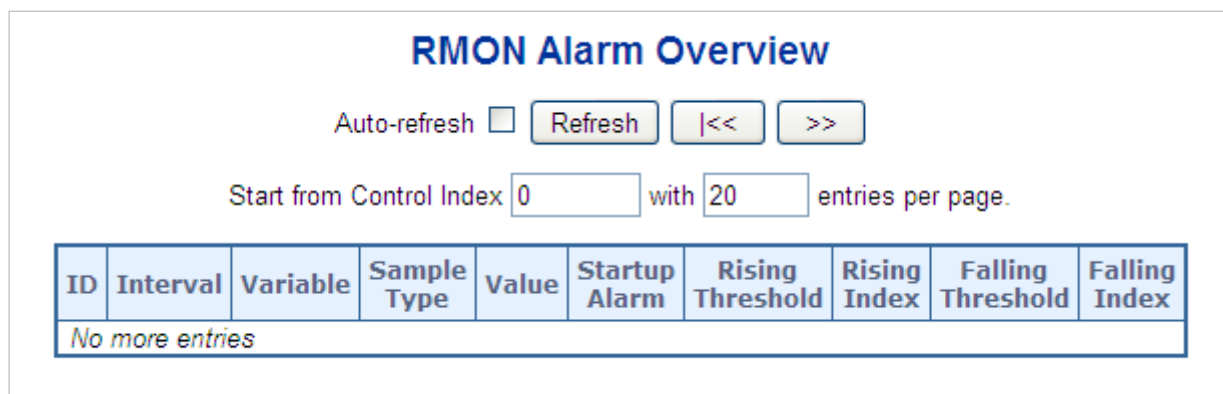 RMON Alarm Overview
Auto-refresh Refresh |<< >>
Start from Control Index 0 with 20 entries per page.
ID Interval Variable Sample Type Value Startup Alarm Rising Threshold Rising Index Falling Threshold Falling Index
No more entries